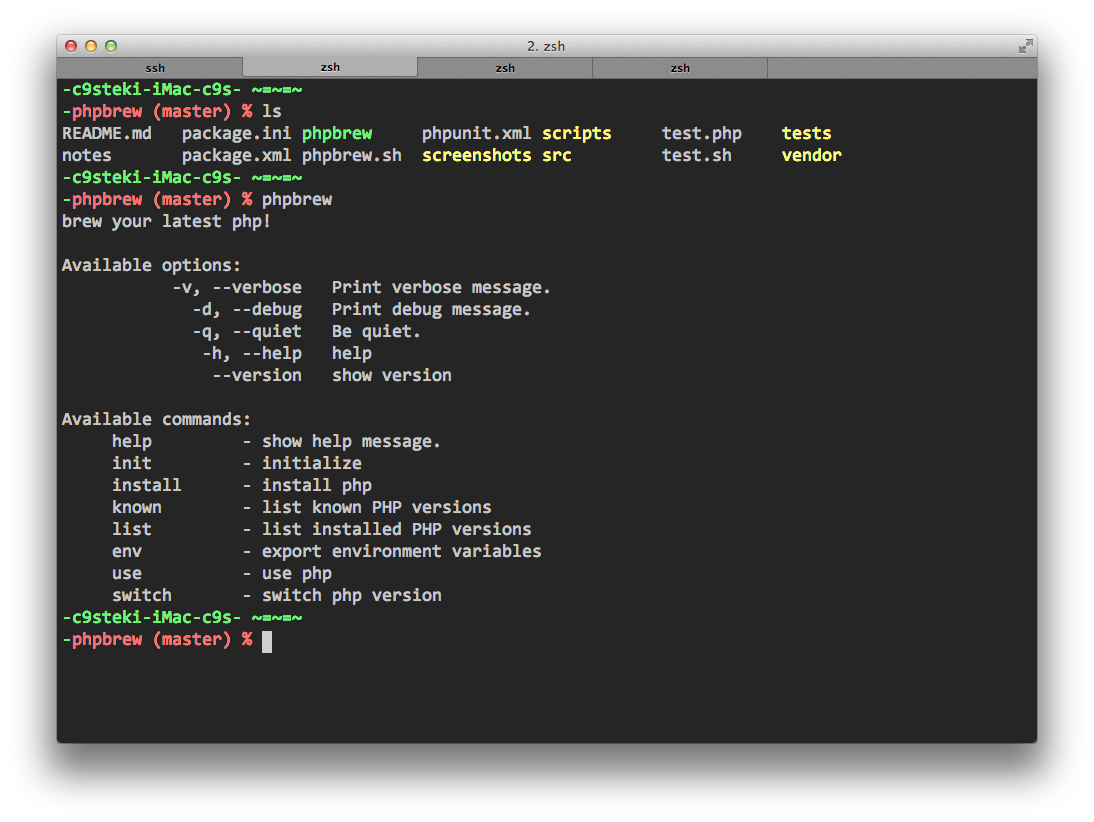 2. zsh
ssh zsh zsh zsh
-c9steki-iMac-c9s- ~=~=~
-phpbrew (master) % ls
README.md package.ini phpbrew phpunit.xml scripts test.php tests
notes package.xml phpbrew.sh screenshots src test.sh vendor
-c9steki-iMac-c9s- ~=~=~
-phpbrew (master) % phpbrew
brew your latest php!
Available options:
-v, --verbose Print verbose message.
-d, --debug Print debug message.
-q, --quiet Be quiet.
-h, --help help
--version show version
Available commands:
help - show help message.
init - initialize
install - install php
known - list known PHP versions
list - list installed PHP versions
env - export environment variables
use - use php
switch - switch php version
-c9steki-iMac-c9s- ~=~=~
-phpbrew (master) %